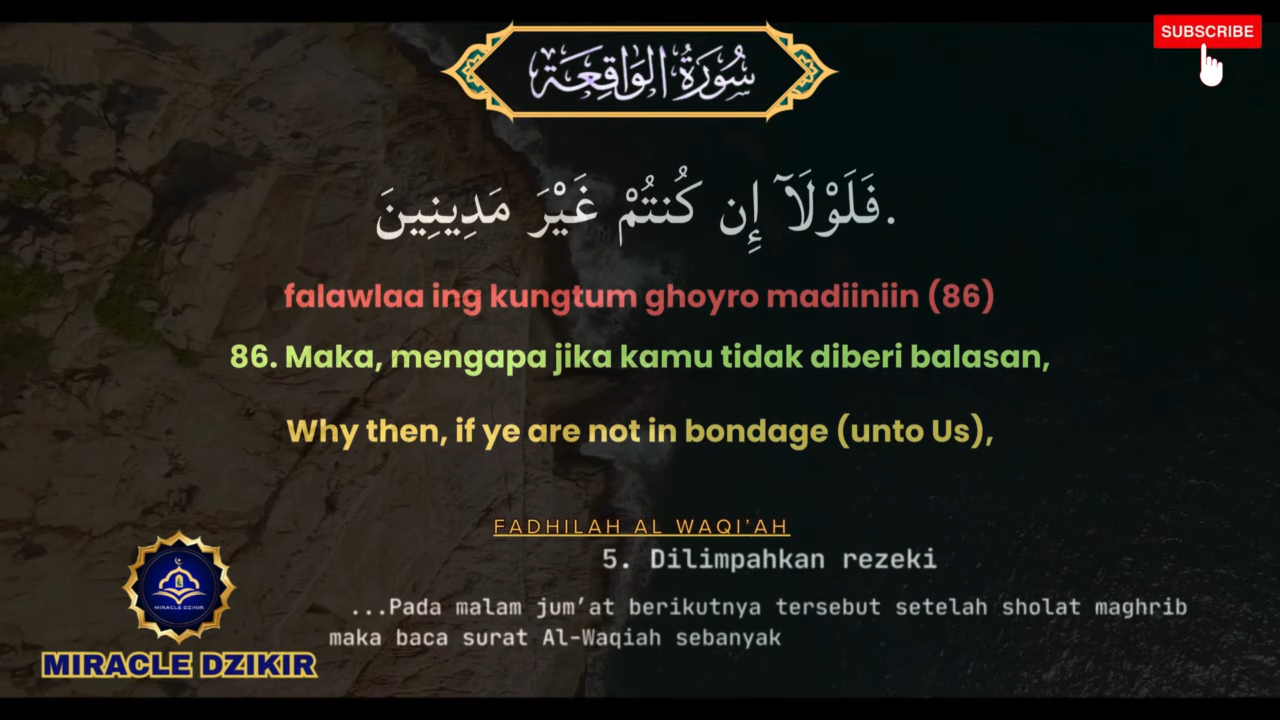 SUBSCRIBE
سُورَةُ الوَاقِعَة
فَلَوْلَآ إِن كُنتُمْ غَيْرَ مَدِينِينَ.
falawlaa ing kungtum ghoyro madiiniin (86)
86. Maka, mengapa jika kamu tidak diberi balasan,
Why then, if ye are not in bondage (unto Us),
FADHILAH AL WAQI’AH
5. Dilimpahkan rezeki
...Pada malam jum’at berikutnya tersebut setelah sholat maghrib
maka baca surat Al-Waqiah sebanyak
MIRACLE DZIKIR
MIRACLE DZIKIR